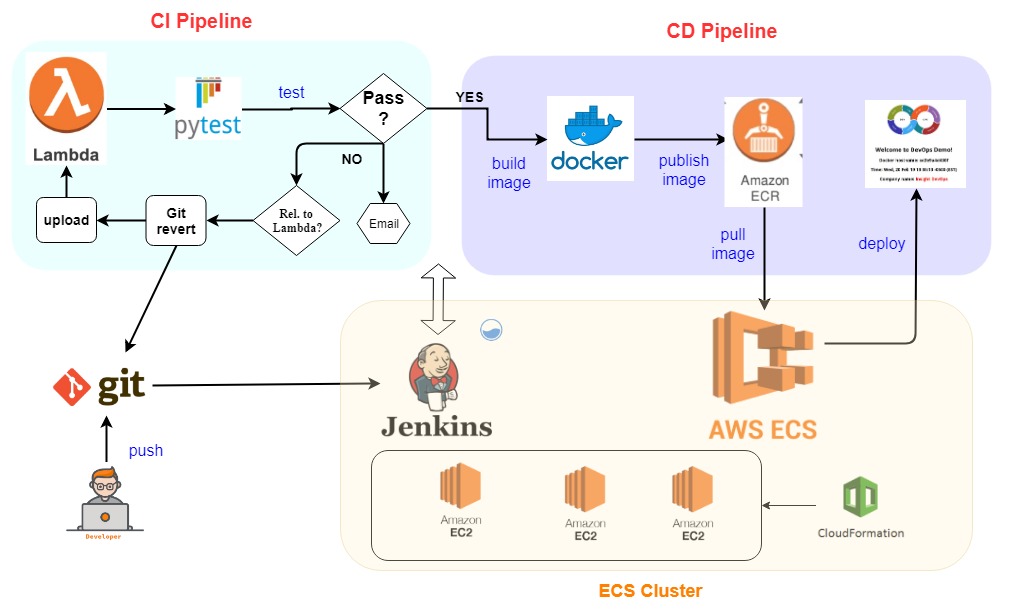 CI Pipeline
CD Pipeline
Lambda
pytest
test
Pass
?
YES
NO
build
image
docker
publish
image
Amazon
ECR
Welcome to DevOps Demo!
upload
Git
revert
Rel. to
Lambda?
Email
pull
image
deploy
git
push
Developer
Jenkins
AWS ECS
Amazon
EC2
Amazon
EC2
Amazon
EC2
CloudFormation
ECS Cluster